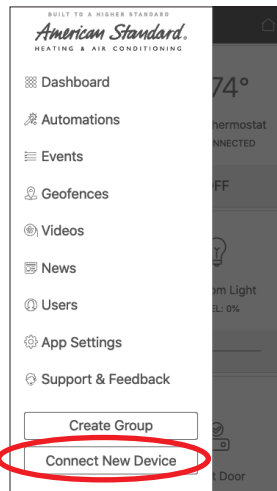 BUILT TO A HIGHER STANDARD
American Standard.
HEATING & AIR CONDITIONING
Dashboard
Automations
Events
Geofences
Videos
News
Users
App Settings
Support & Feedback
Create Group
Connect New Device
74°
hermostat
NNECTED
FF
om Light
EL: 0%
t Door